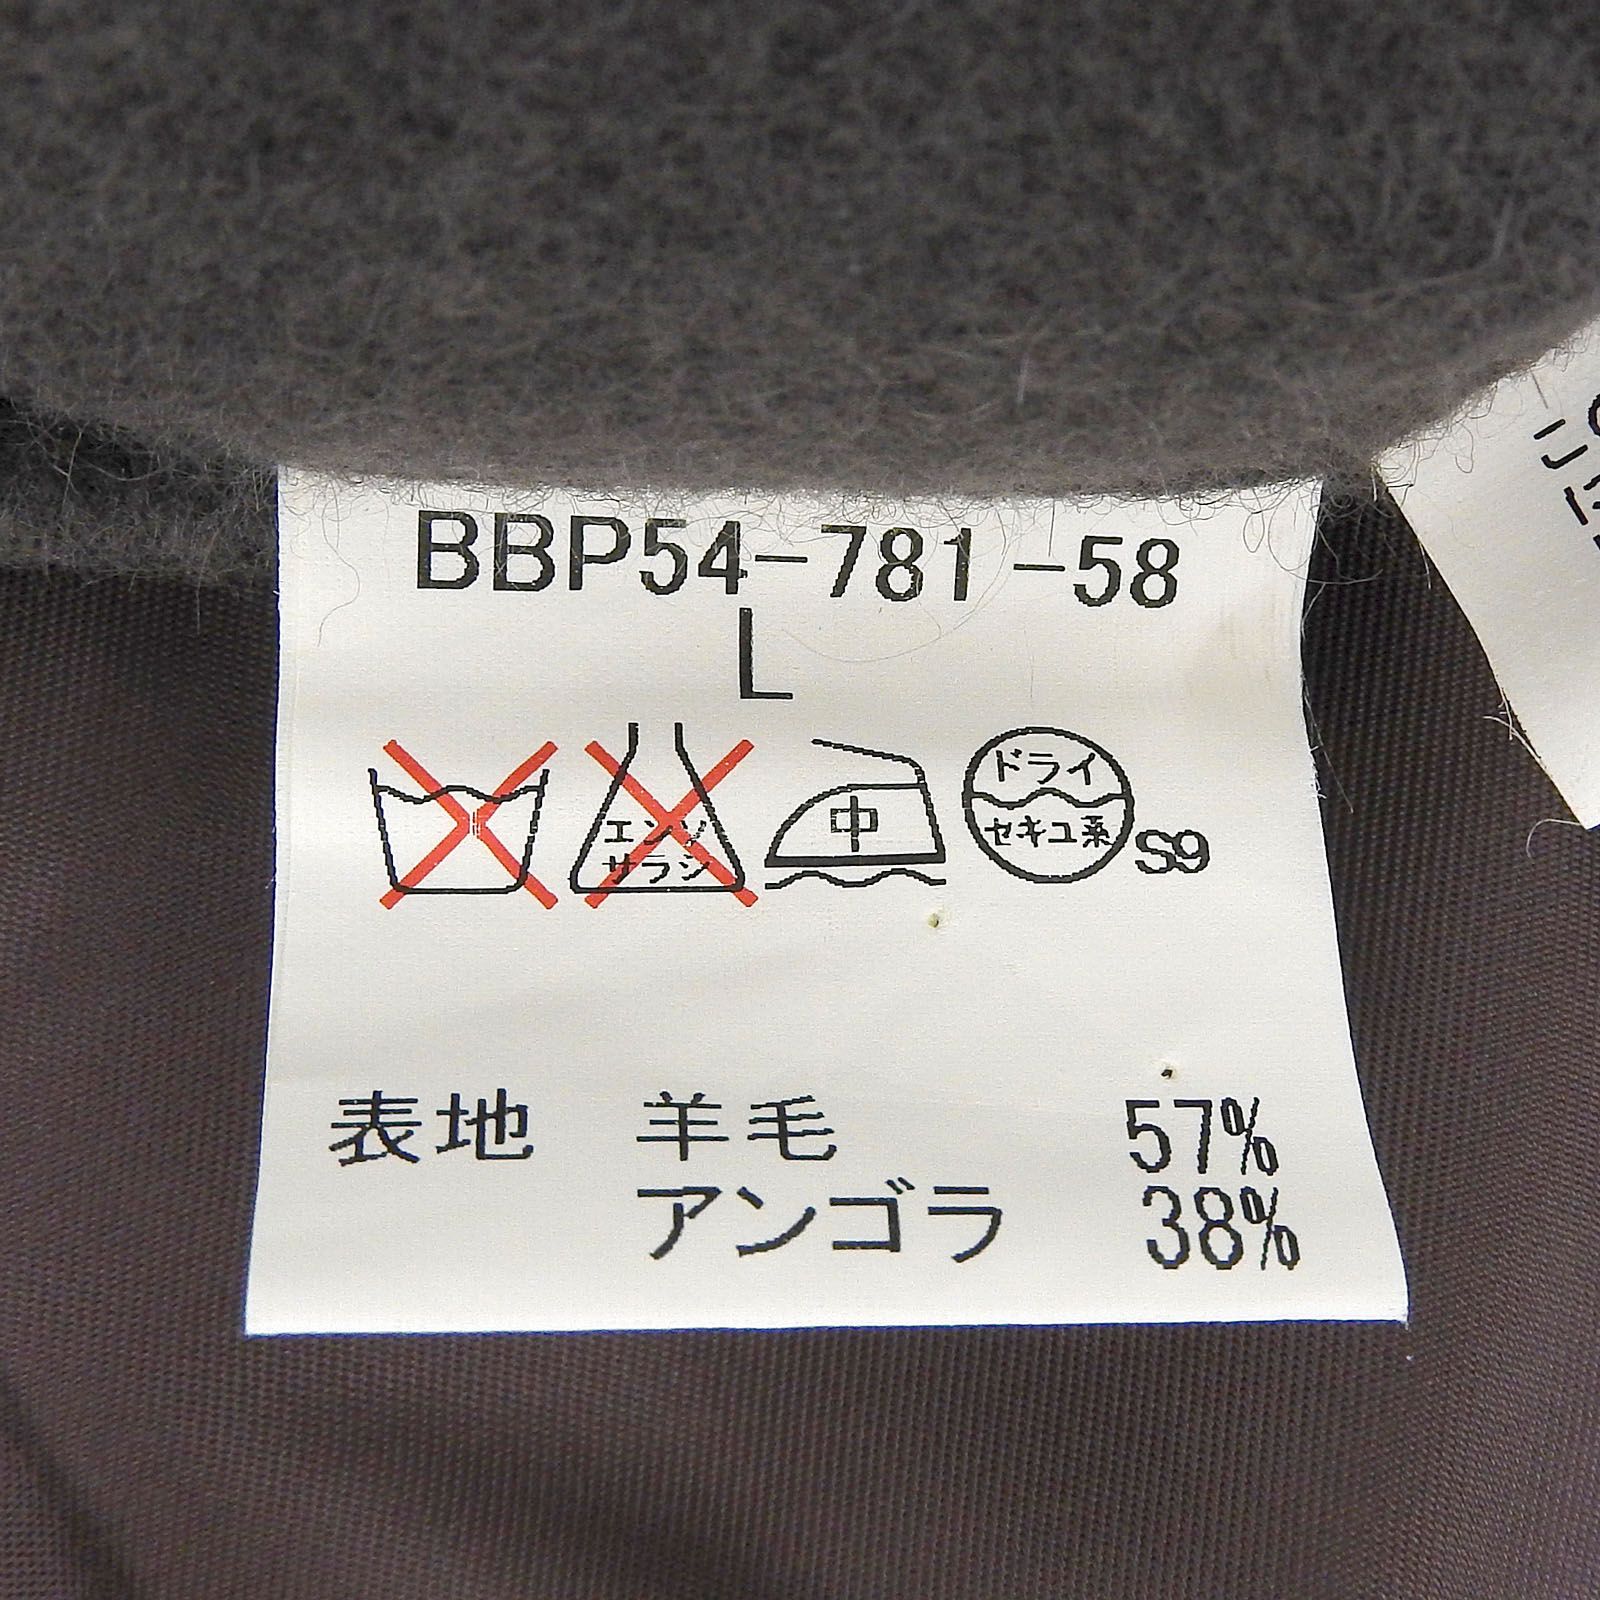 BBP54-781-58
L
エンソ
サラシ
中
ドライ
セキユ系
S9
表地 羊毛 57%
アンゴラ 38%